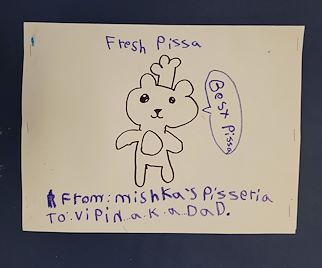 Fresh Pissa
Best Pissa
From: mishka's Pisseria
To: ViPiN a.K.a DaD.